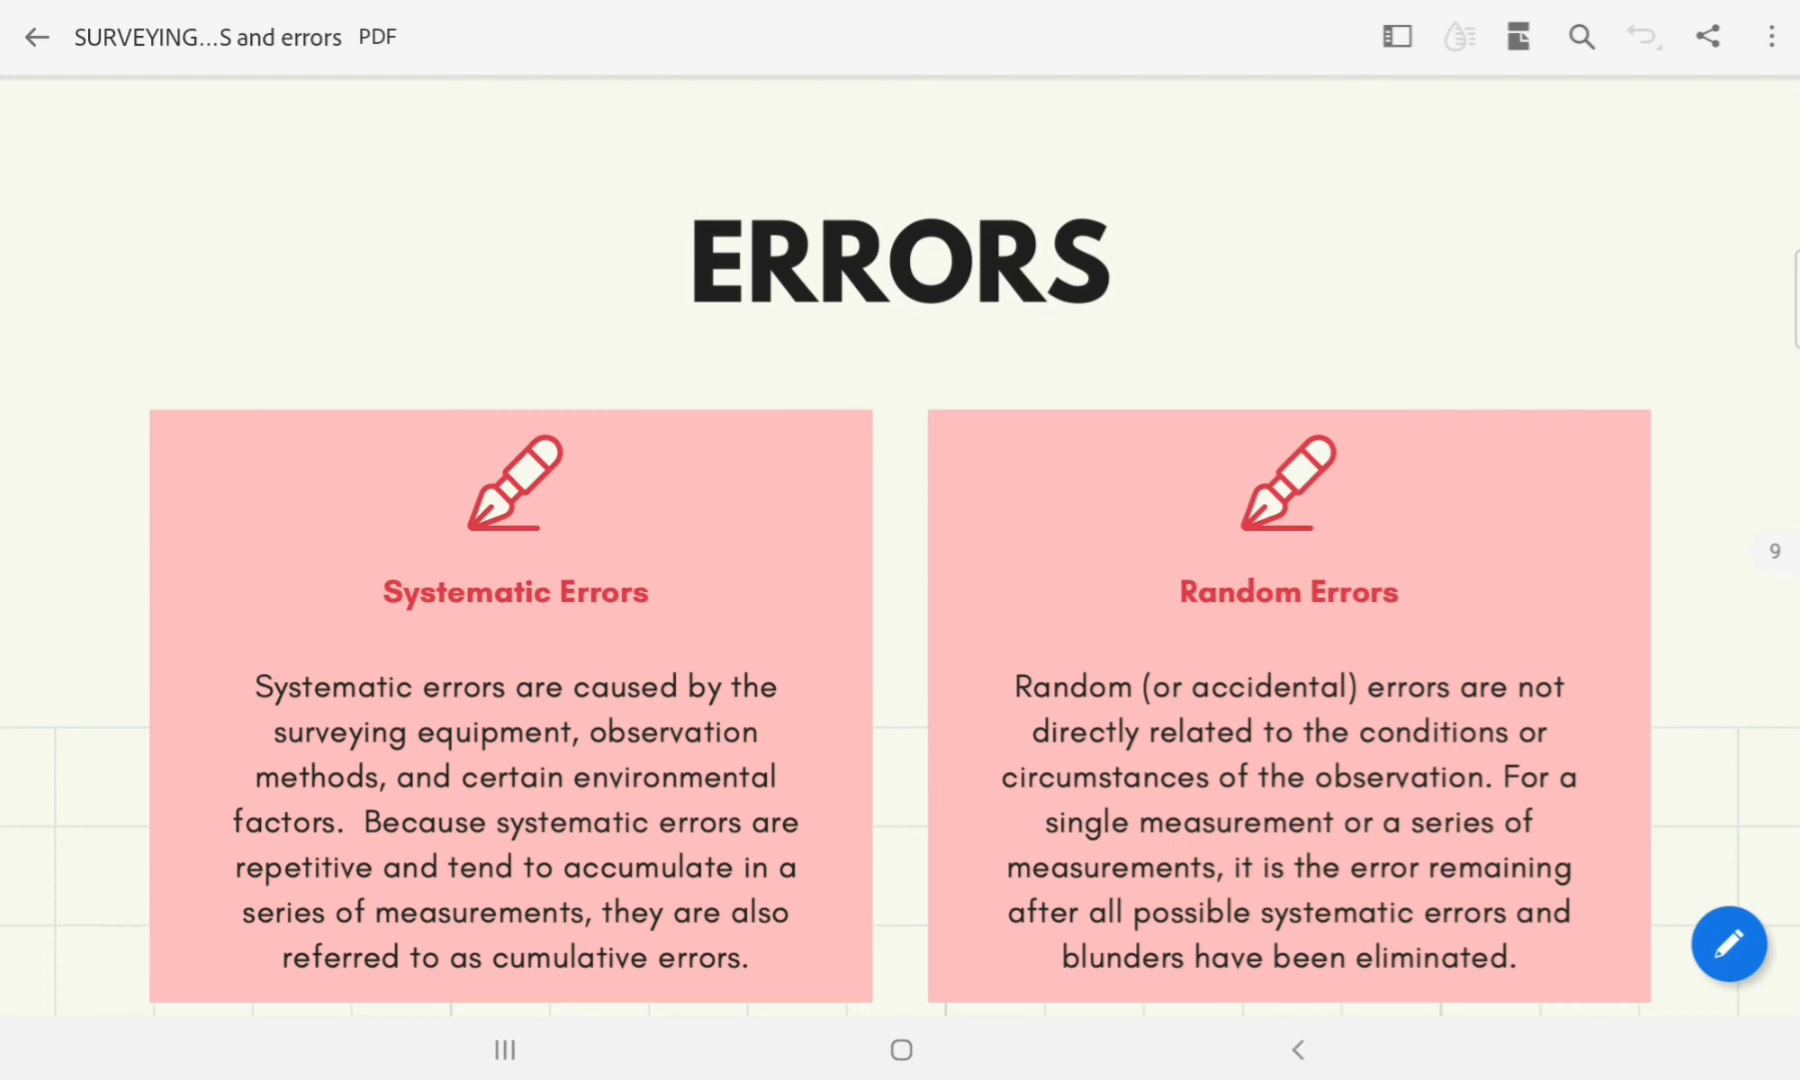 SURVEYING...S and errors PDF
ERRORS
Systematic Errors
Systematic errors are caused by the
surveying equipment, observation
methods, and certain environmental
factors.  Because systematic errors are
repetitive and tend to accumulate in a
series of measurements, they are also
referred to as cumulative errors.
Random Errors
Random (or accidental) errors are not
directly related to the conditions or
circumstances of the observation. For a
single measurement or a series of
measurements, it is the error remaining
after all possible systematic errors and
blunders have been eliminated.
9